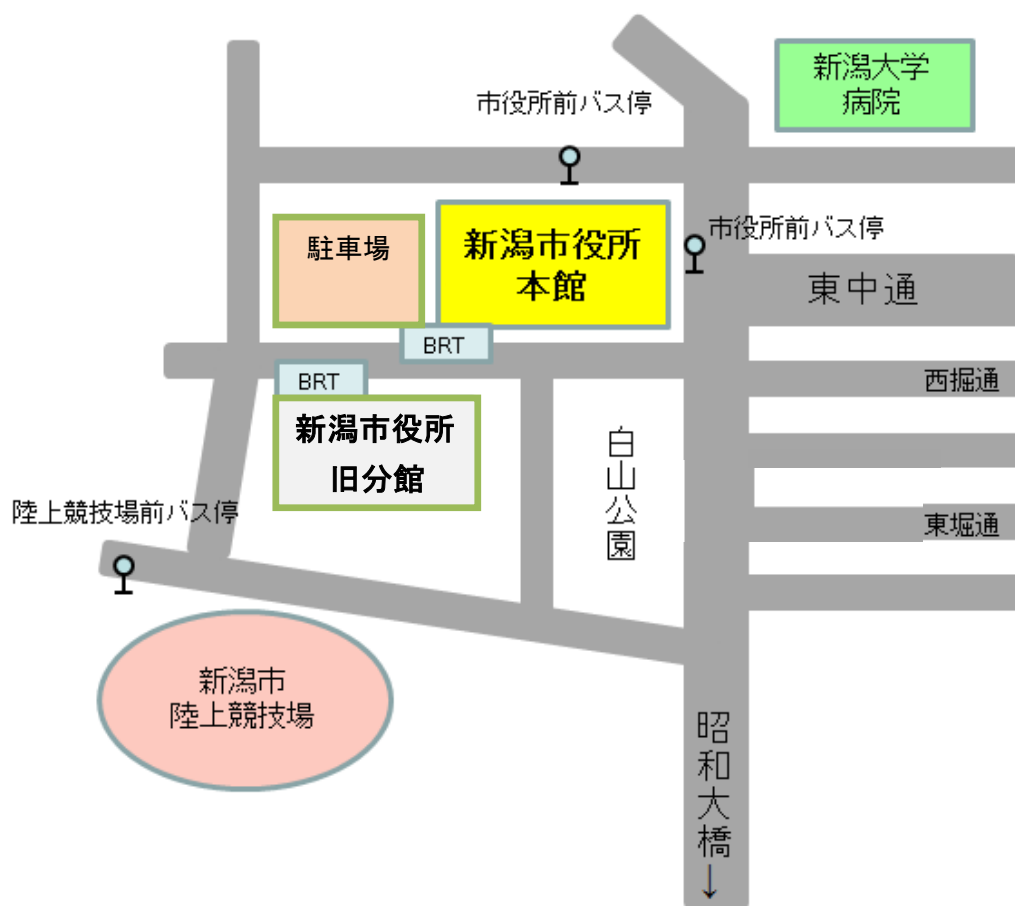 新潟大学
病院
市役所前バス停
市役所前バス停
駐車場
新潟市役所
本館
東中通
BRT
BRT
西掘通
新潟市役所
旧分館
白山公園
陸上競技場前バス停
東堀通
新潟市
陸上競技場
昭和大橋
↓